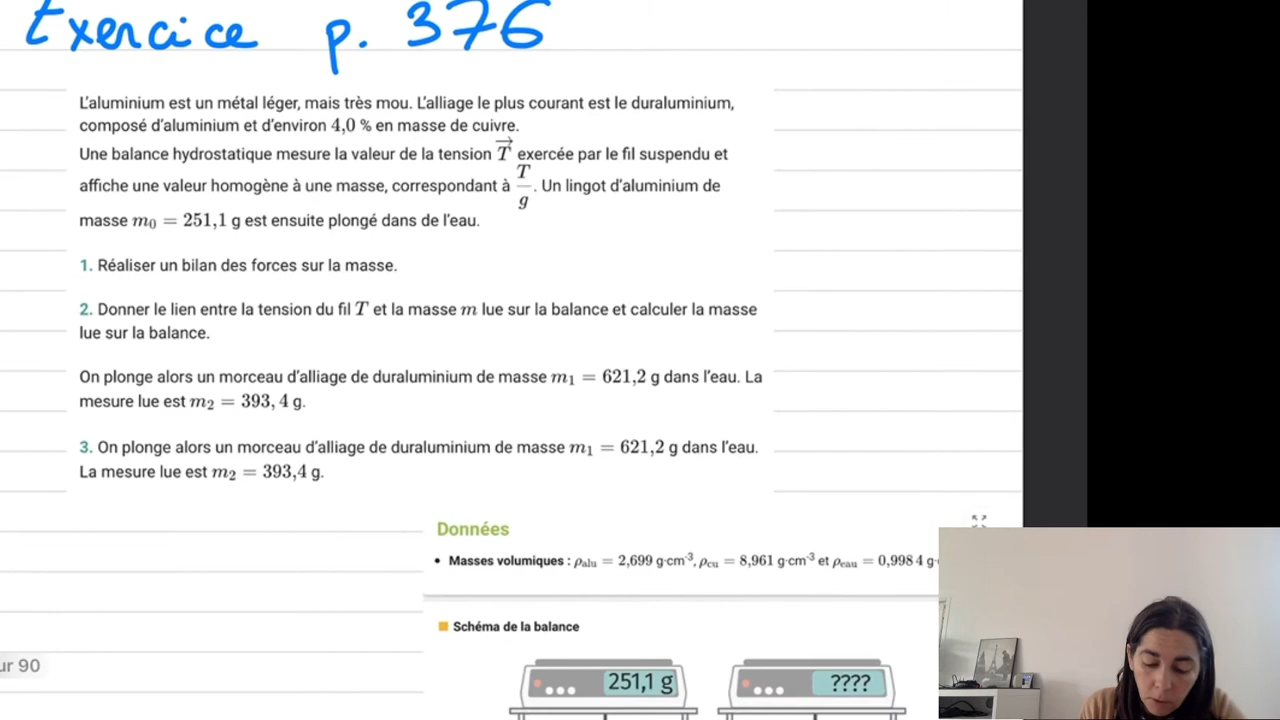 Exercice p. 376
L'aluminium est un métal léger, mais très mou. L'alliage le plus courant est le duraluminium,
composé d'aluminium et d'environ 4,0 % en masse de cuivre.
Une balance hydrostatique mesure la valeur de la tension \(\overrightarrow{T}\) exercée par le fil suspendu et
affiche une valeur homogène à une masse, correspondant à \(\frac{T}{g}\). Un lingot d'aluminium de
masse m₀ = 251,1 g est ensuite plongé dans de l'eau.
1. Réaliser un bilan des forces sur la masse.
2. Donner le lien entre la tension du fil T et la masse m lue sur la balance et calculer la masse
lue sur la balance.
On plonge alors un morceau d'alliage de duraluminium de masse m₁ = 621,2 g dans l'eau. La
mesure lue est m₂ = 393, 4 g.
3. On plonge alors un morceau d'alliage de duraluminium de masse m₁ = 621,2 g dans l'eau.
La mesure lue est m₂ = 393,4 g.
Données
• Masses volumiques : ρalu = 2,699 g·cm⁻³, ρcu = 8,961 g·cm⁻³ et ρeau = 0,998 4 g·
Schéma de la balance
ur 90
251,1 g
????